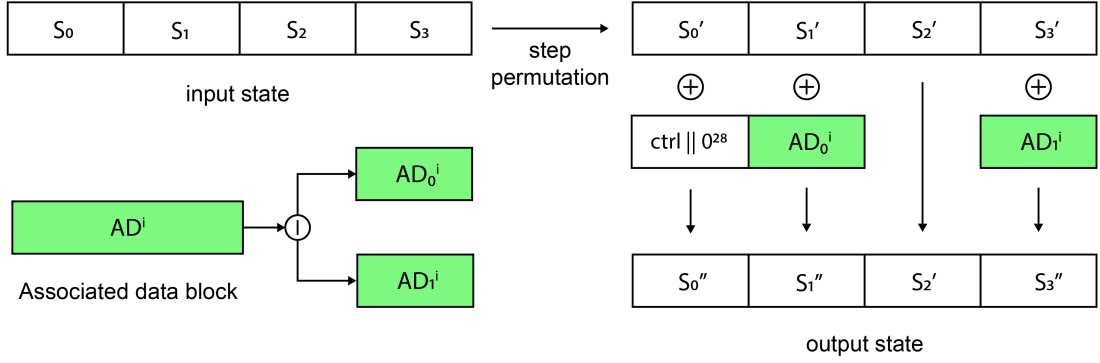 S₀ S₁ S₂ S₃
input state
step
permutation
S₀′ S₁′ S₂′ S₃′
ctrl || 0²⁸ AD₀ⁱ AD₁ⁱ
AD₀ⁱ
ADⁱ
AD₁ⁱ
Associated data block
S₀″ S₁″ S₂′ S₃″
output state